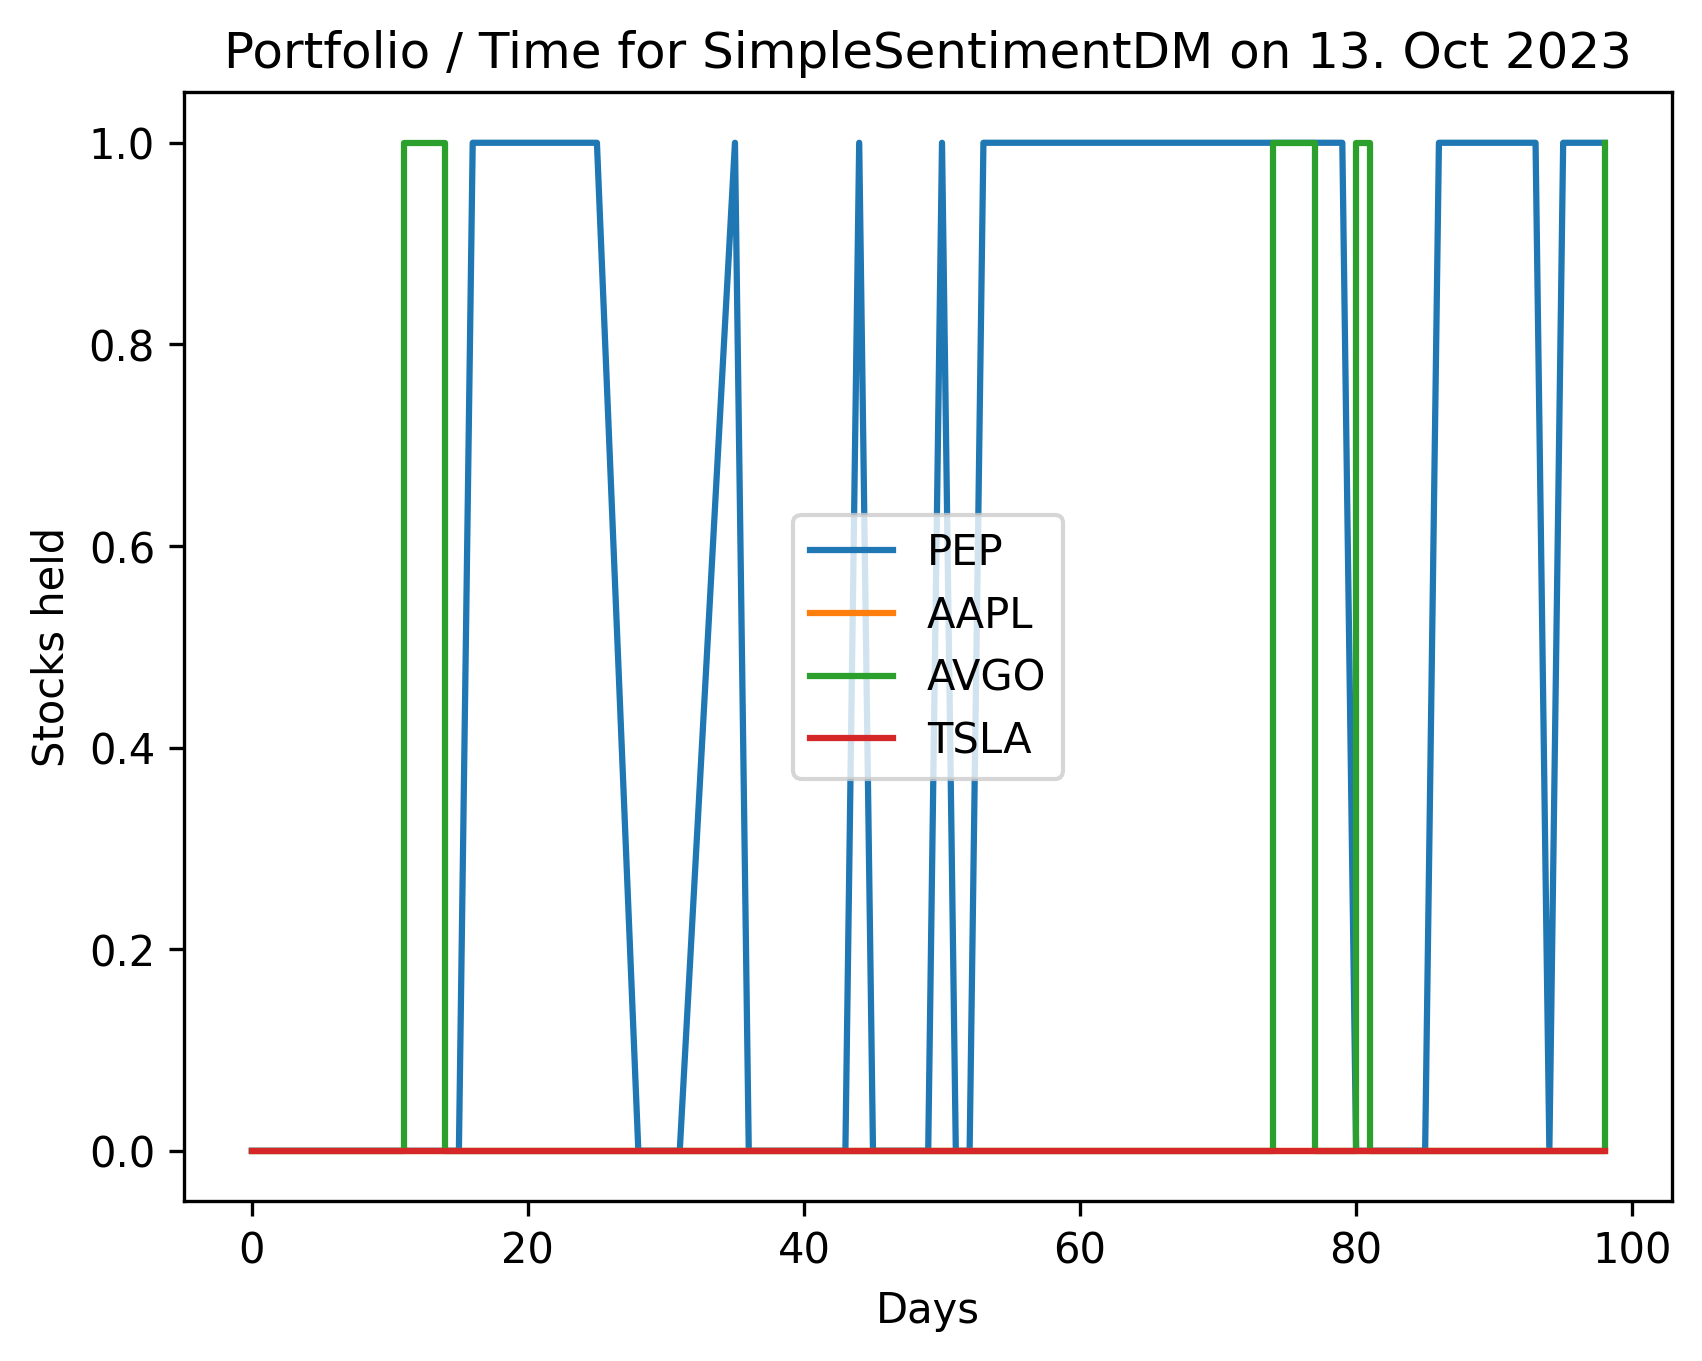 Portfolio / Time for SimpleSentimentDM on 13. Oct 2023
1.0
0.8
0.6
0.4
0.2
0.0
Stocks held
PEP
AAPL
AVGO
TSLA
0 20 40 60 80 100
Days